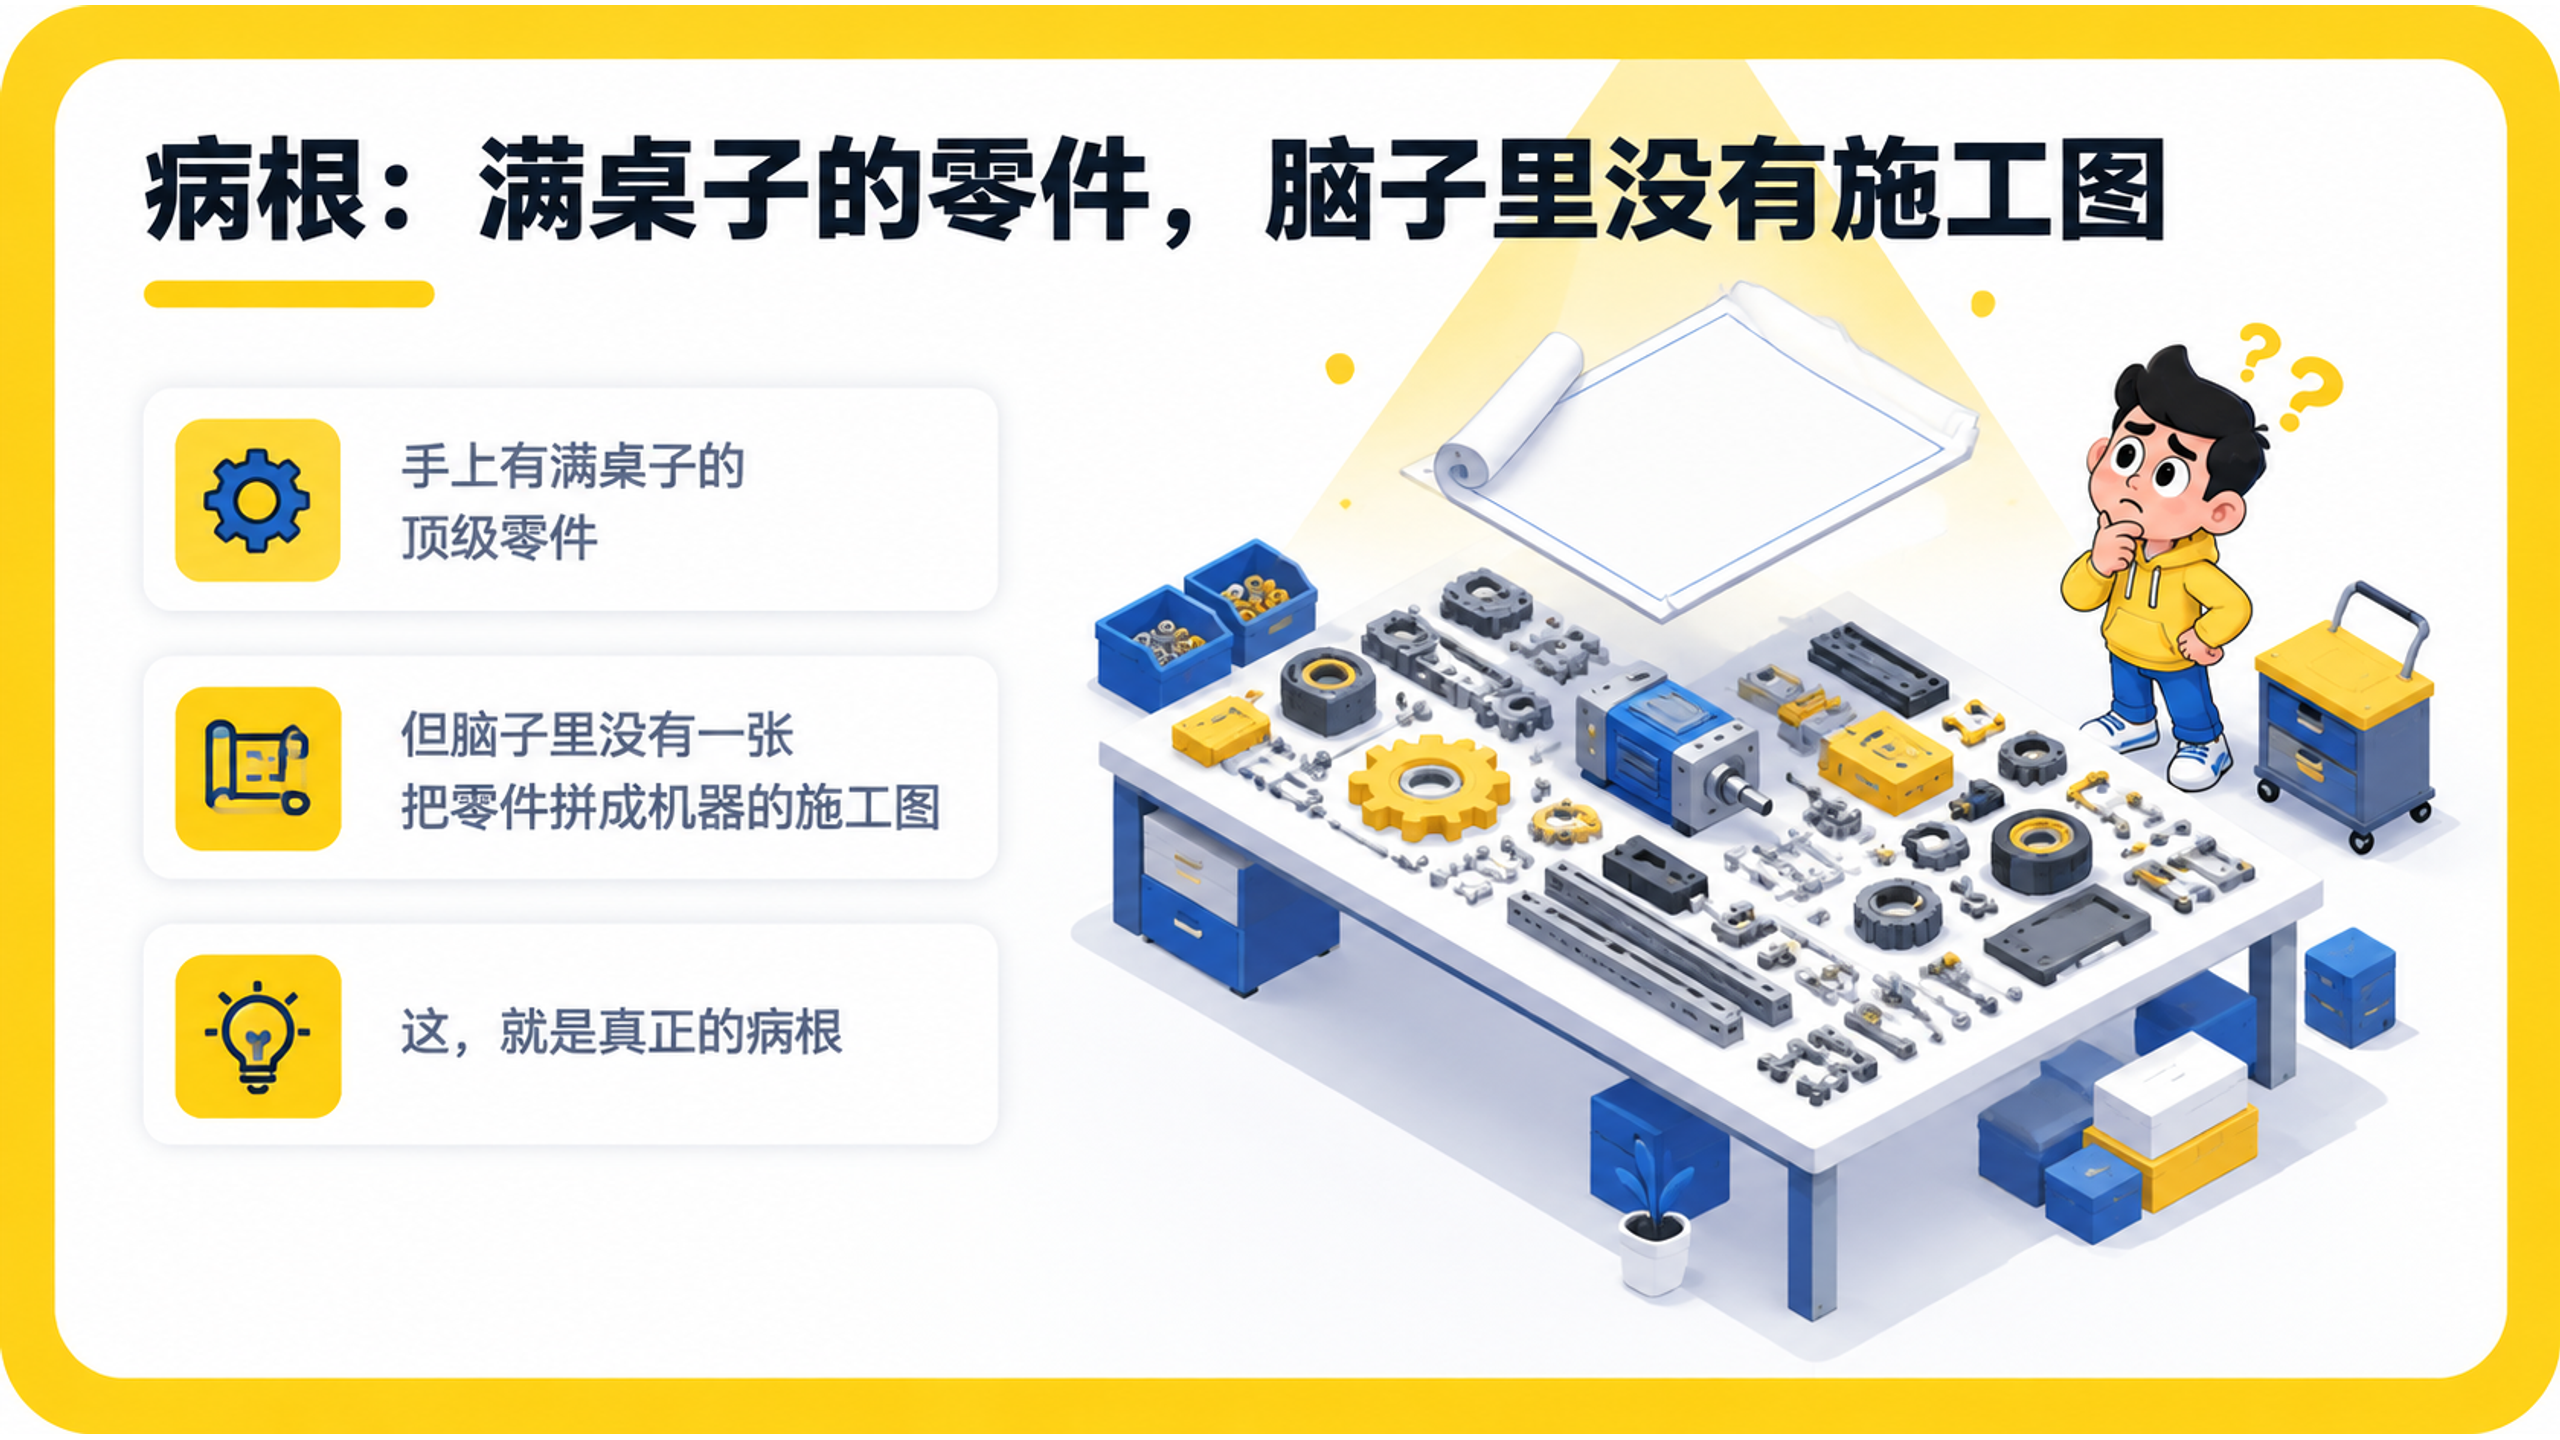 病根：满桌子的零件，脑子里没有施工图
手上有满桌子的
顶级零件
但脑子里没有一张
把零件拼成机器的施工图
这，就是真正的病根
??